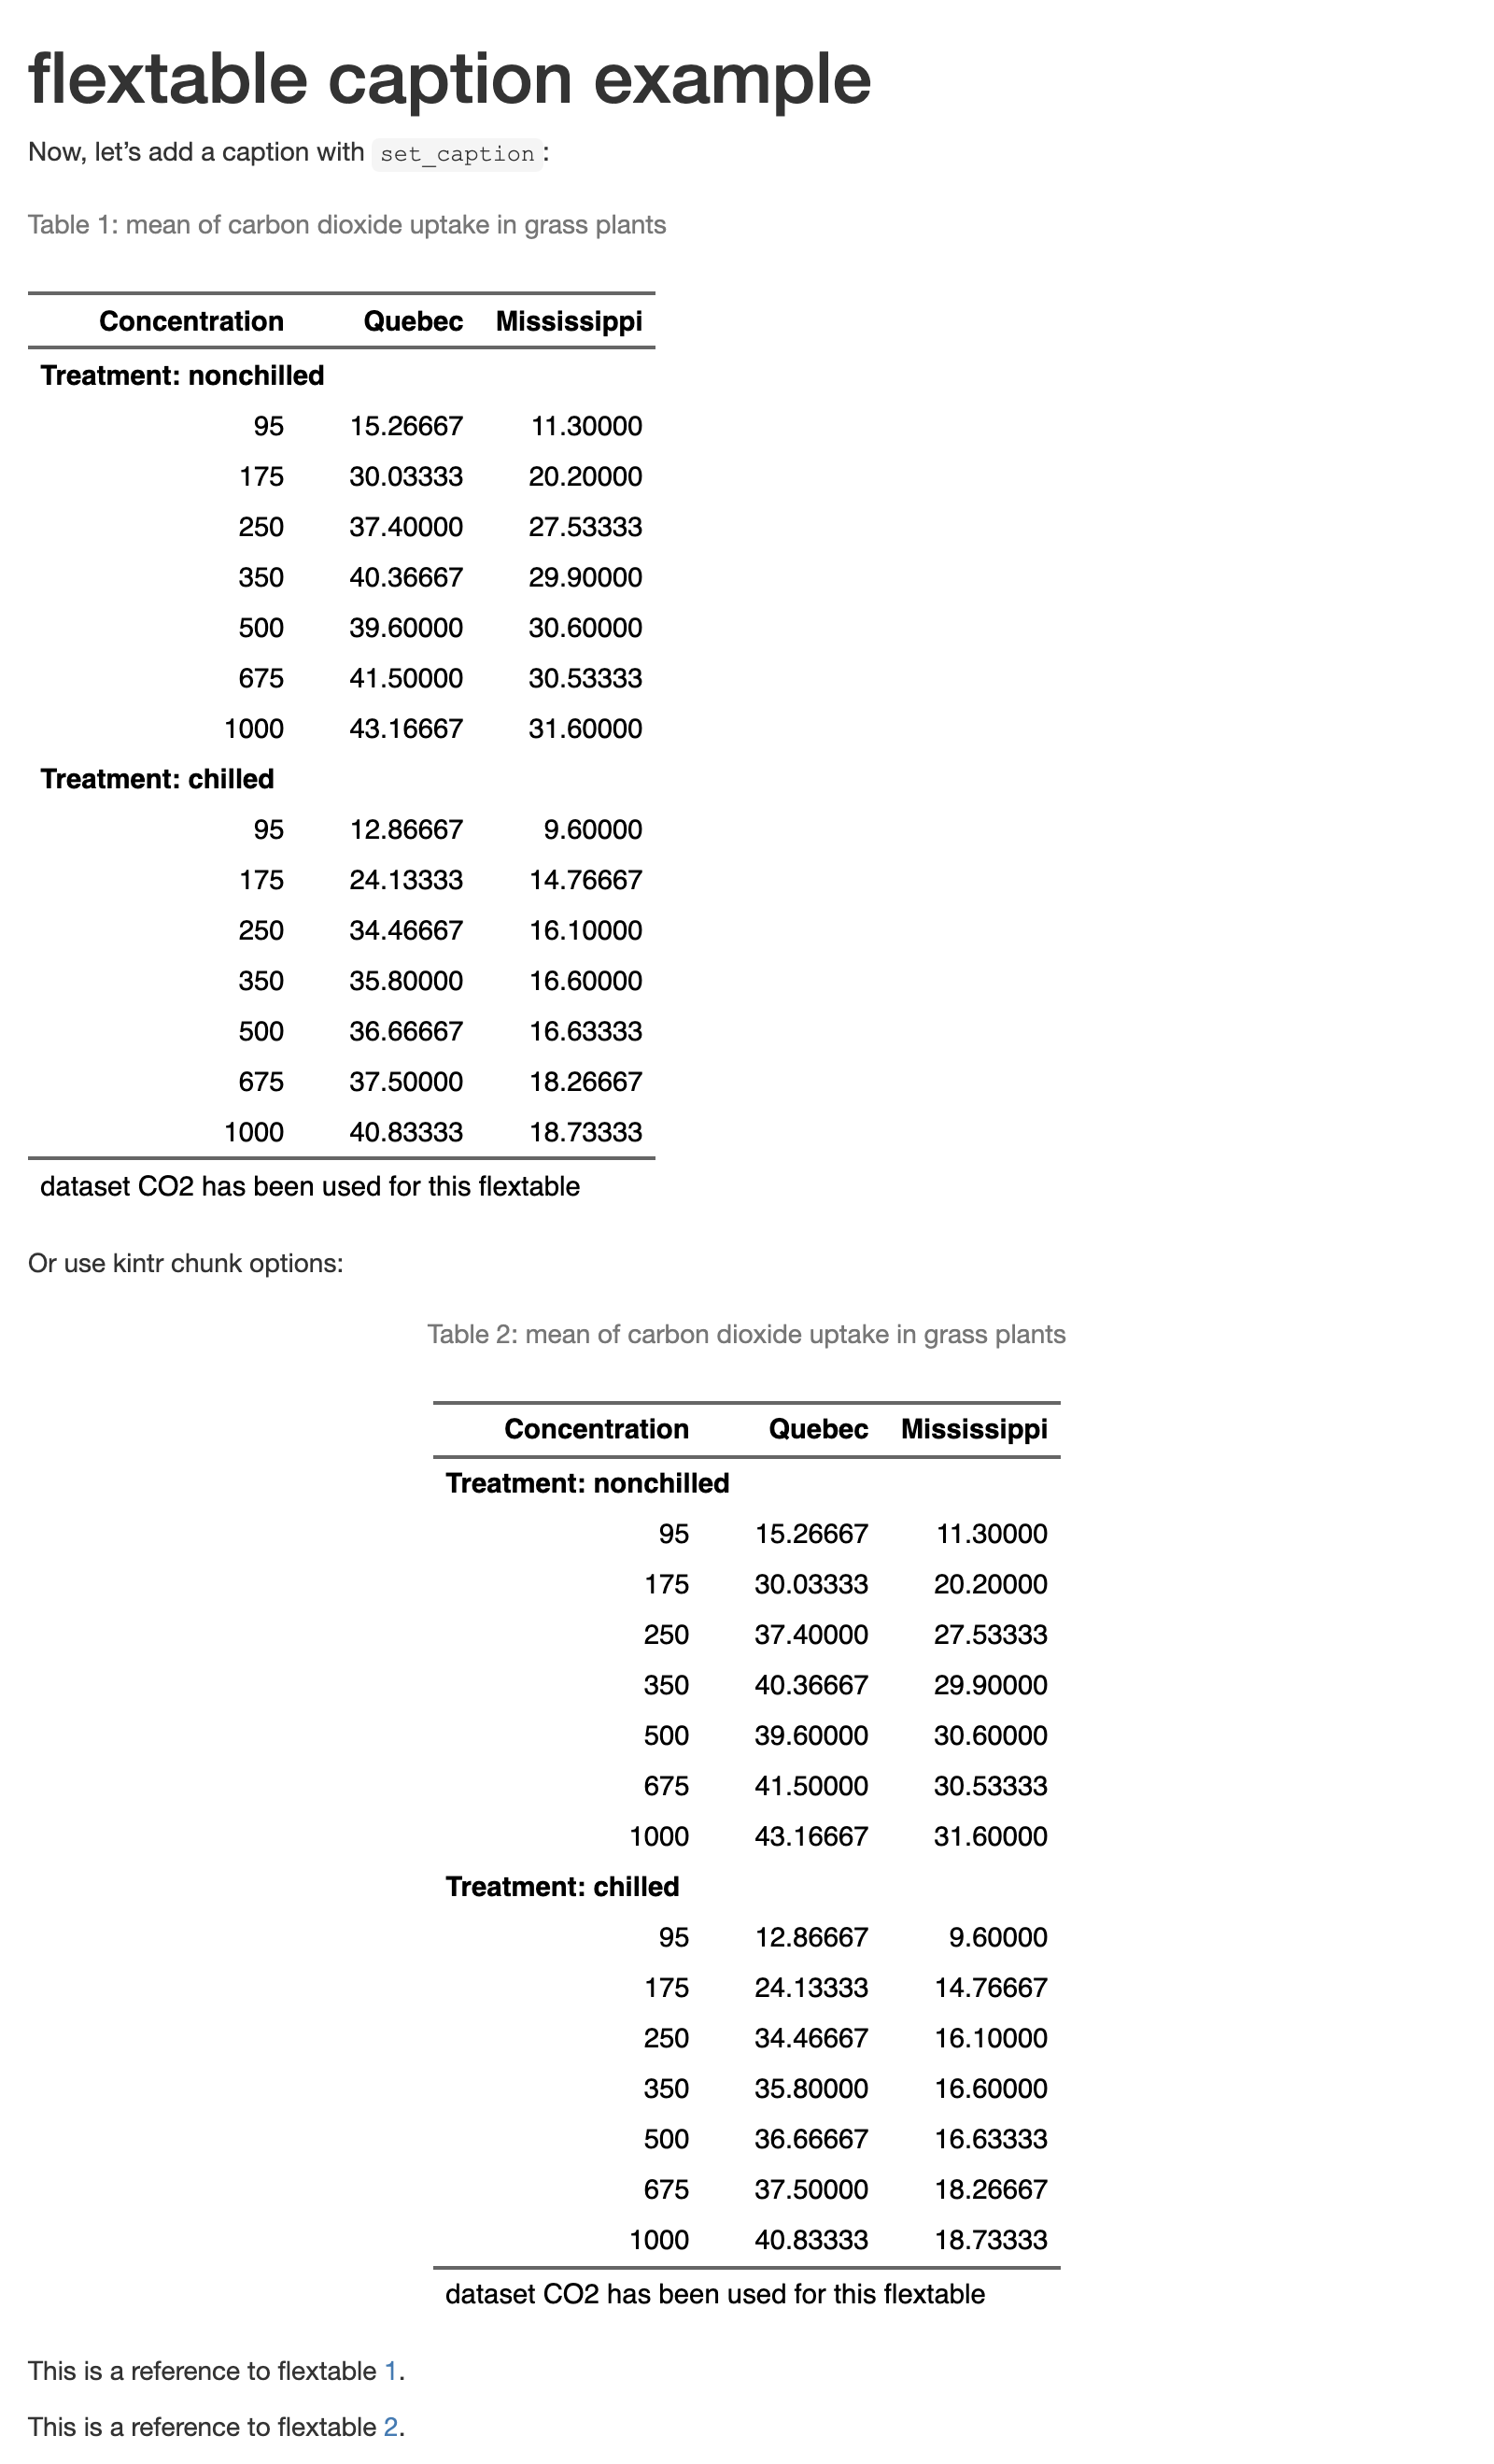 flextable caption example
Now, let’s add a caption with set_caption:
Table 1: mean of carbon dioxide uptake in grass plants
Concentration Quebec Mississippi
Treatment: nonchilled
95 15.26667 11.30000
175 30.03333 20.20000
250 37.40000 27.53333
350 40.36667 29.90000
500 39.60000 30.60000
675 41.50000 30.53333
1000 43.16667 31.60000
Treatment: chilled
95 12.86667 9.60000
175 24.13333 14.76667
250 34.46667 16.10000
350 35.80000 16.60000
500 36.66667 16.63333
675 37.50000 18.26667
1000 40.83333 18.73333
dataset CO2 has been used for this flextable
Or use kintr chunk options:
Table 2: mean of carbon dioxide uptake in grass plants
Concentration Quebec Mississippi
Treatment: nonchilled
95 15.26667 11.30000
175 30.03333 20.20000
250 37.40000 27.53333
350 40.36667 29.90000
500 39.60000 30.60000
675 41.50000 30.53333
1000 43.16667 31.60000
Treatment: chilled
95 12.86667 9.60000
175 24.13333 14.76667
250 34.46667 16.10000
350 35.80000 16.60000
500 36.66667 16.63333
675 37.50000 18.26667
1000 40.83333 18.73333
dataset CO2 has been used for this flextable
This is a reference to flextable 1.
This is a reference to flextable 2.